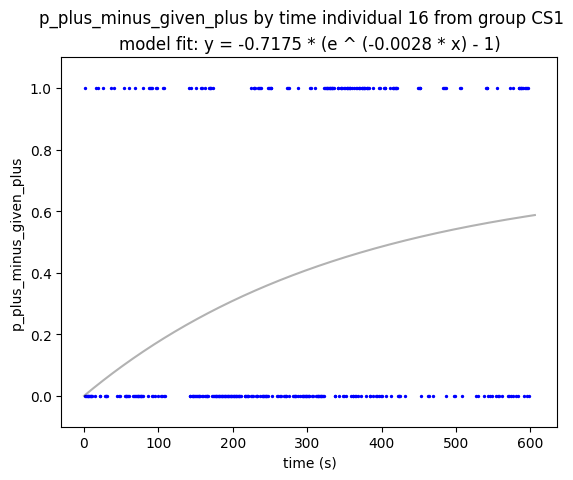 p_plus_minus_given_plus by time individual 16 from group CS1
model fit: y = -0.7175 * (e ^ (-0.0028 * x) - 1)
1.0
0.8
0.6
0.4
0.2
0.0
p_plus_minus_given_plus
0 100 200 300 400 500 600
time (s)